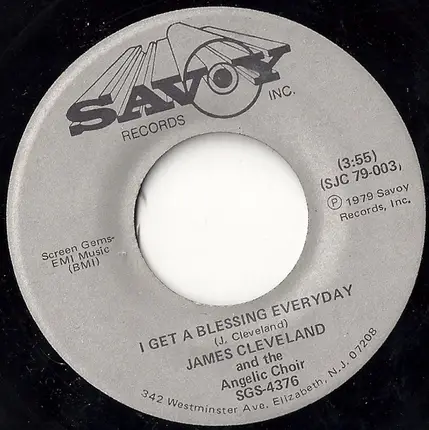 SAVOY
RECORDS INC.
(3:55)
(SJC 79-003)
Ⓟ 1979 Savoy
Records, Inc.
Screen Gems-
EMI Music
(BMI)
I GET A BLESSING EVERYDAY
(J. Cleveland)
JAMES CLEVELAND
and the
Angelic Choir
SGS-4376
342 Westminster Ave, Elizabeth, N.J. 07208